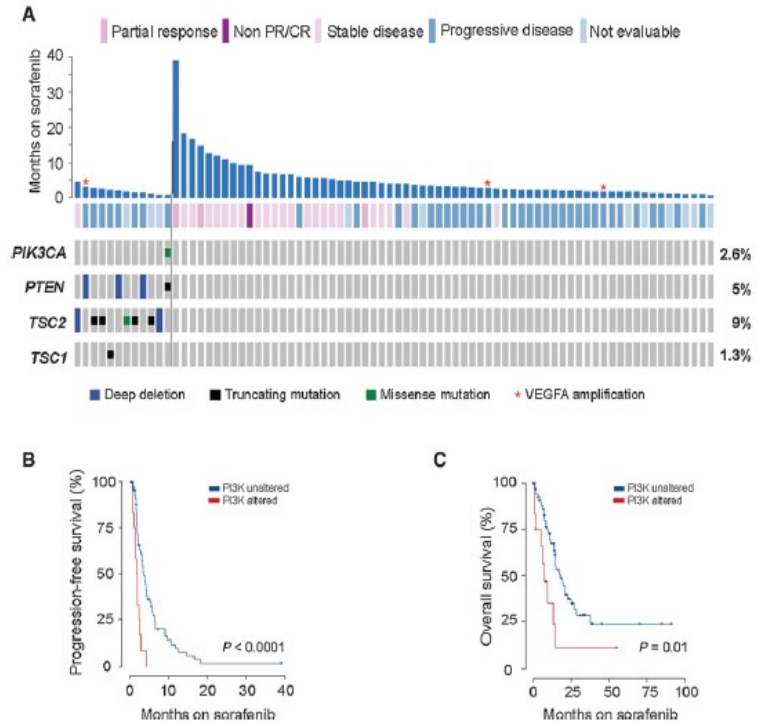 A
Partial response Non PR/CR Stable disease Progressive disease Not evaluable
Months on sorafenib
40
30
20
10
0
PIK3CA 2.6%
PTEN 5%
TSC2 9%
TSC1 1.3%
Deep deletion Truncating mutation Missense mutation * VEGFA amplification
B
Progression-free survival (%)
100
75
50
25
0
PI3K unaltered
PI3K altered
P < 0.0001
0 10 20 30 40
Months on sorafenib
C
Overall survival (%)
100
75
50
25
0
PI3K unaltered
PI3K altered
P = 0.01
0 25 50 75 100
Months on sorafenib